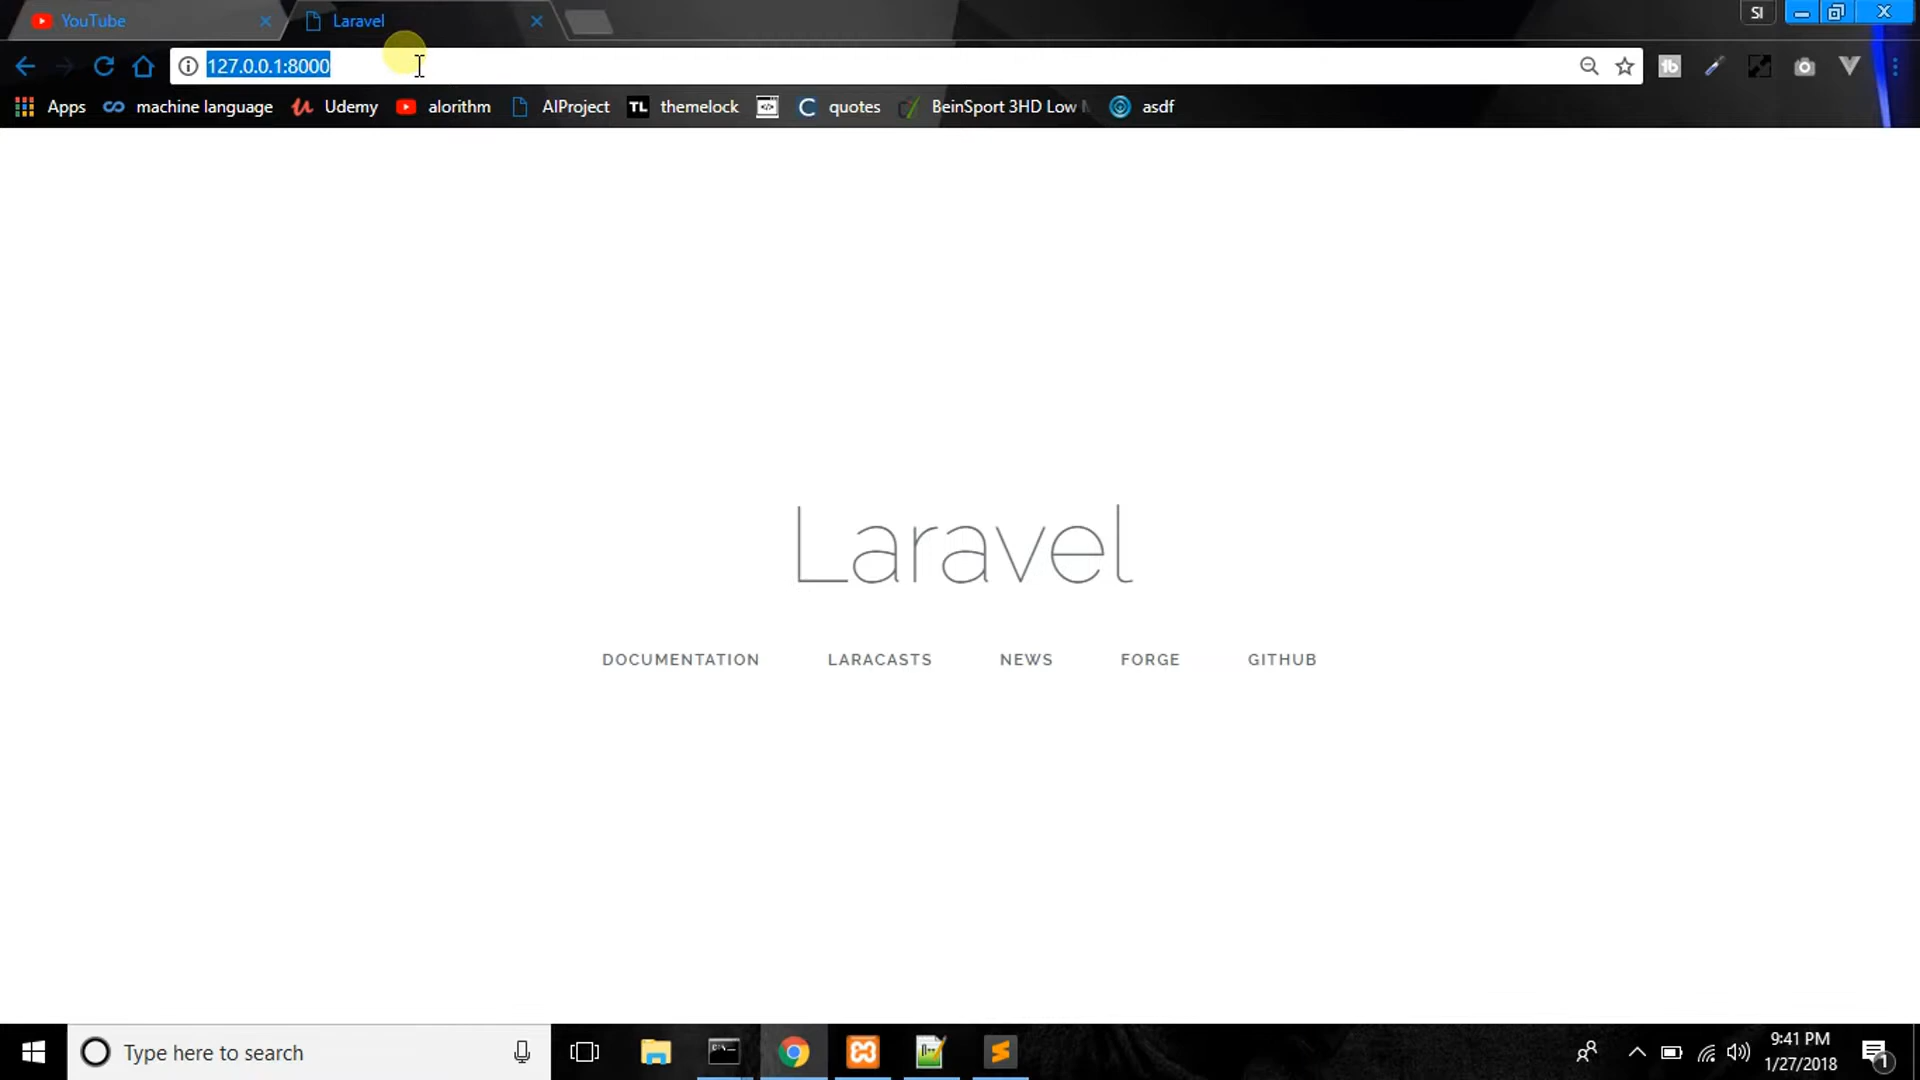 YouTube
Laravel
SI
127.0.0.1:8000
Apps
machine language
Udemy
alorithm
AIProject
TL themelock
C quotes
BeinSport 3HD Low
asdf
Laravel
DOCUMENTATION LARACASTS NEWS FORGE GITHUB
Type here to search
9:41 PM
1/27/2018
1